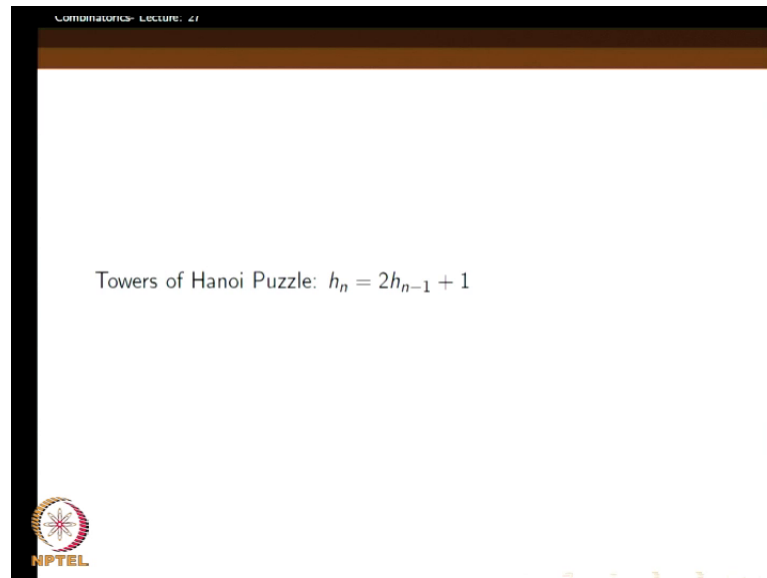 Combinatorics- Lecture: 27
Towers of Hanoi Puzzle: hₙ = 2hₙ₋₁ + 1
NPTEL